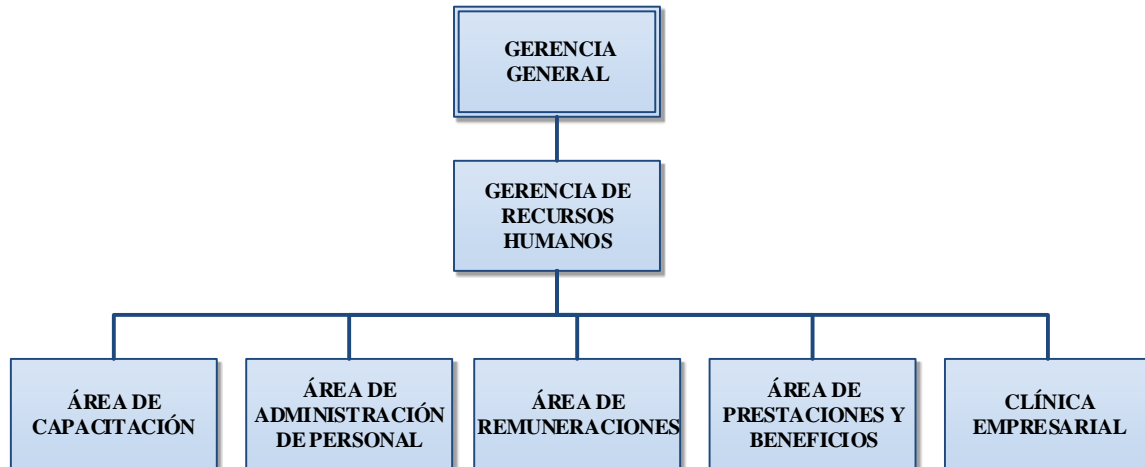 GERENCIA
GENERAL
GERENCIA DE
RECURSOS
HUMANOS
ÁREA DE
CAPACITACIÓN
ÁREA DE
ADMINISTRACIÓN
DE PERSONAL
ÁREA DE
REMUNERACIONES
ÁREA DE
PRESTACIONES Y
BENEFICIOS
CLÍNICA
EMPRESARIAL